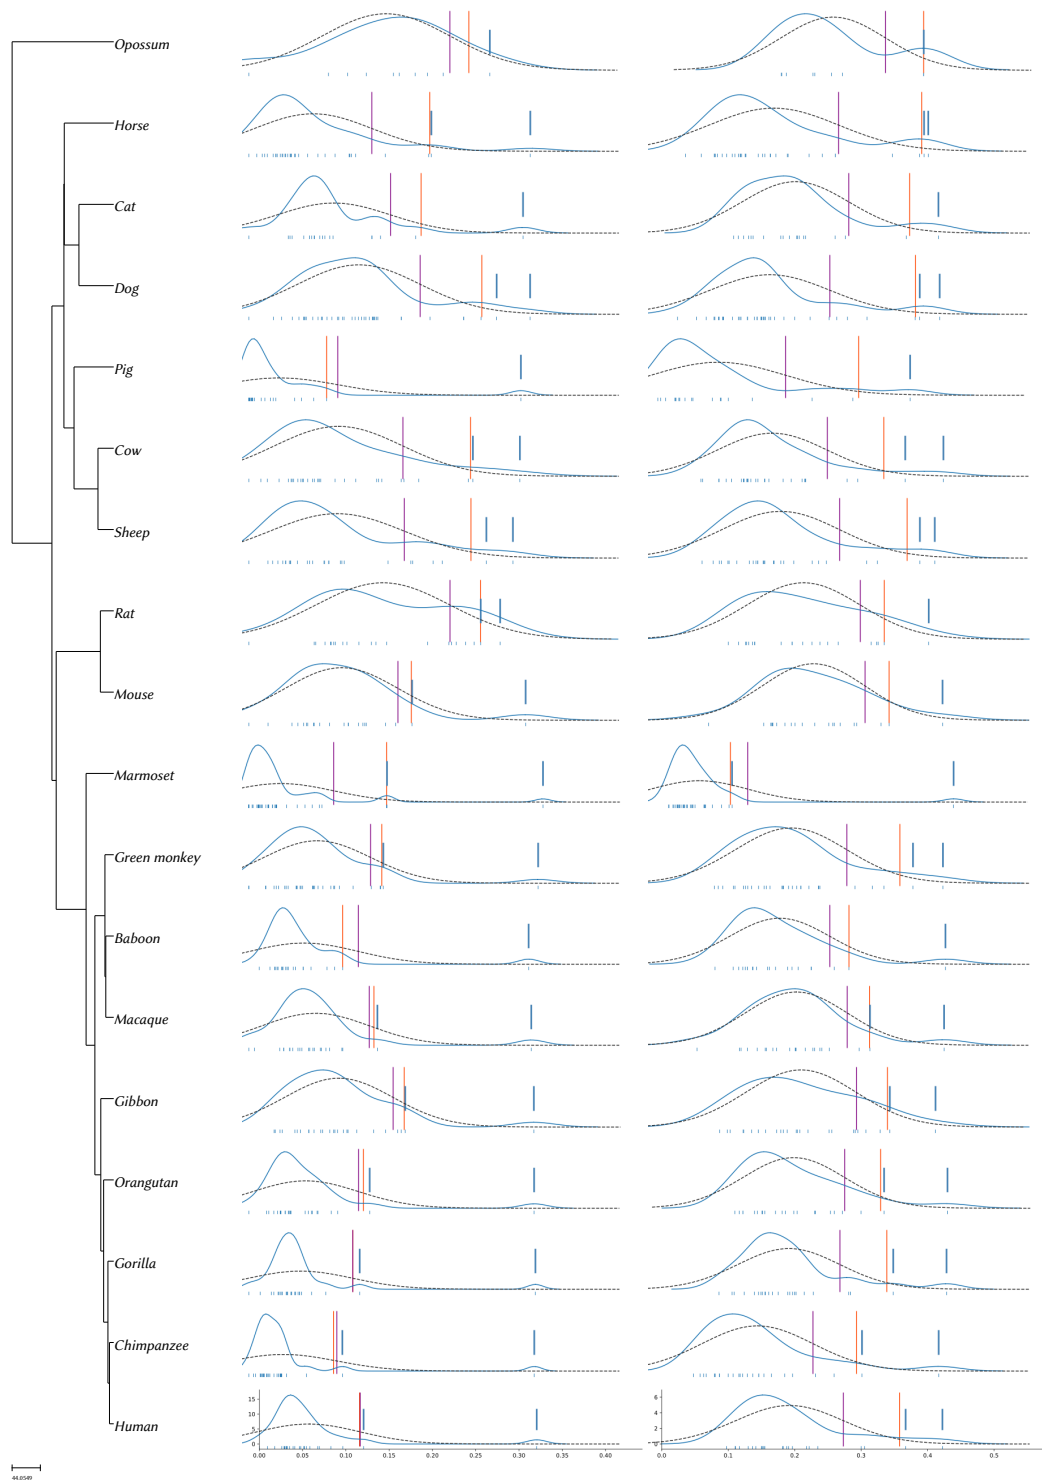 Opossum
Horse
Cat
Dog
Pig
Cow
Sheep
Rat
Mouse
Marmoset
Green monkey
Baboon
Macaque
Gibbon
Orangutan
Gorilla
Chimpanzee
Human
15
10
5
0
0.00 0.05 0.10 0.15 0.20 0.25 0.30 0.35 0.40
6
4
2
0
0.0 0.1 0.2 0.3 0.4 0.5
44.0549